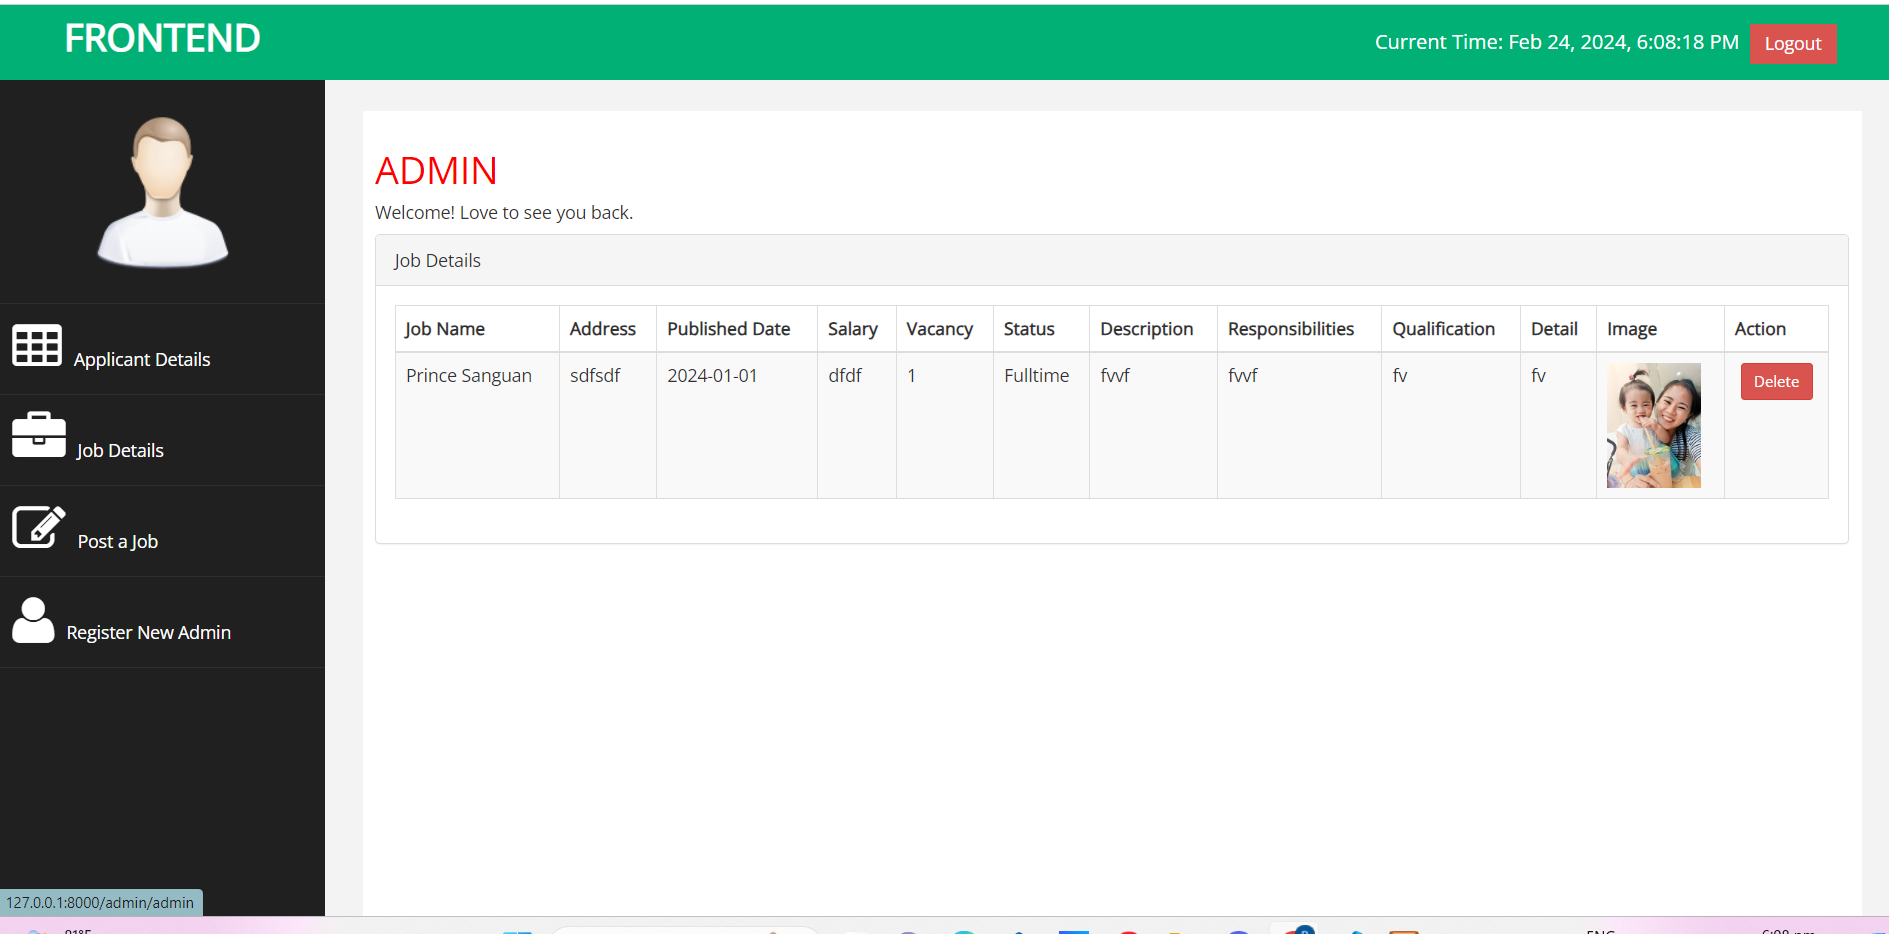 FRONTEND
Current Time: Feb 24, 2024, 6:08:18 PM
Logout
ADMIN
Welcome! Love to see you back.
Job Details
Job Name Address Published Date Salary Vacancy Status Description Responsibilities Qualification Detail Image Action
Prince Sanguan sdfsdf 2024-01-01 dfdf 1 Fulltime fvvf fvvf fv fv Delete
Applicant Details
Job Details
Post a Job
Register New Admin
127.0.0.1:8000/admin/admin